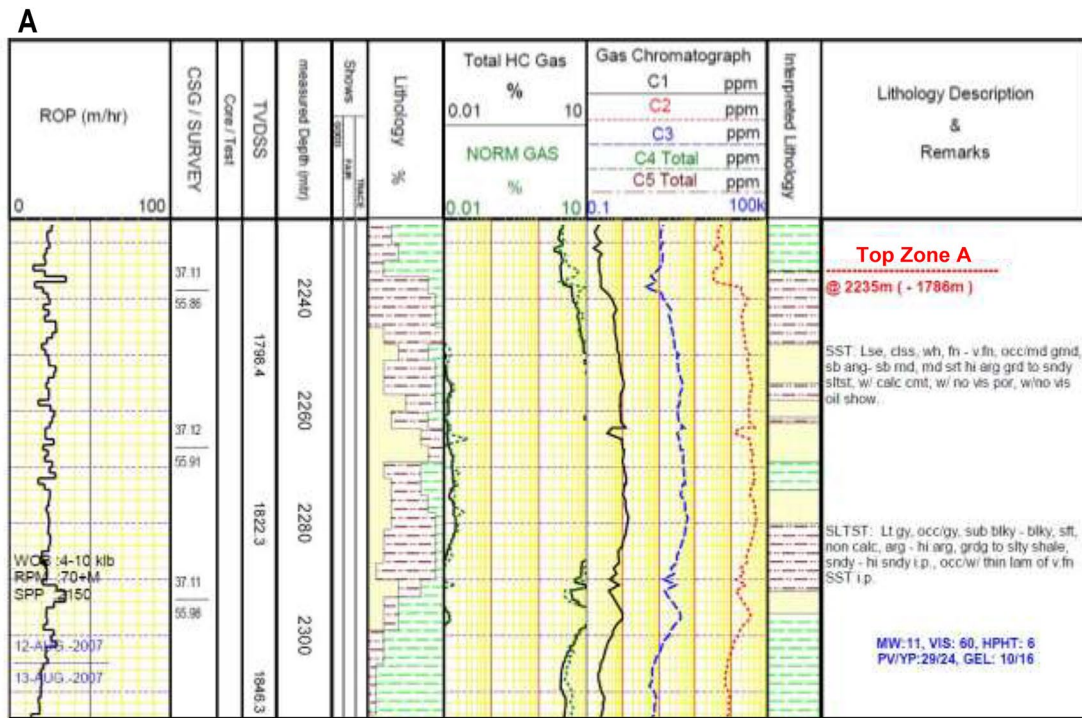 A
ROP (m/hr)
0 100
CSG / SURVEY
Core / Test
TVDSS
measured Depth (mtr)
Shows
GOOD
FAIR
TRACE
Lithology %
Total HC Gas
%
0.01 10
NORM GAS
%
0.01 10
Gas Chromatograph
C1 ppm
C2 ppm
C3 ppm
C4 Total ppm
C5 Total ppm
0.1 100k
Interpreted Lithology
Lithology Description
&
Remarks
Top Zone A
@ 2235m ( - 1786m )
37.11
55.86
2240
1798.4
SST: Lse, clss, wh, fn - v.fn, occ/md grnd,
sb ang- sb rnd, md srt hi arg grd to sndy
sltst, w/ calc cmt, w/ no vis por, w/no vis
oil show.
2260
37.12
55.91
1822.3
2280
SLTST: Lt gy, occ/gy, sub blky - blky, sft,
non calc, arg - hi arg, grdg to slty shale,
sndy - hi sndy i.p., occ/w/ thin lam of v.fn
SST i.p.
WOB :4-10 klb
RPM :70+M
SPP
37.11
55.96
2300
12-AUG.-2007
13-AUG.-2007
MW:11, VIS: 60, HPHT: 6
PV/YP:29/24, GEL: 10/16
1846.3